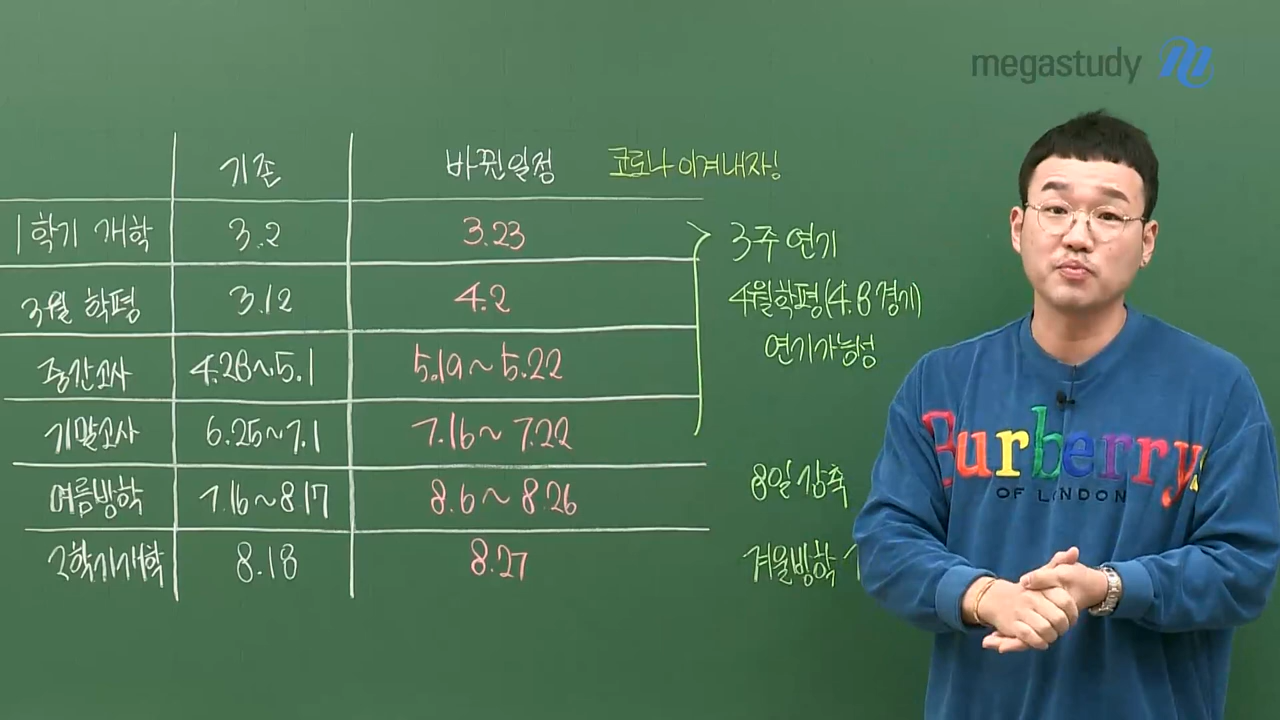 megastudy
기존 바뀐일정 코로나 이겨내자!
1학기 개학 3.2 3.23 3주 연기
3월 학평 3.12 4.2 4월학평(4.8 경기)
연기가능성
중간고사 4.28~5.1 5.19~5.22
기말고사 6.25~7.1 7.16~7.22
여름방학 7.16~8.17 8.6~8.26 8일 감축
2학기개학 8.18 8.27 겨울방학
Burberrys
OF LONDON